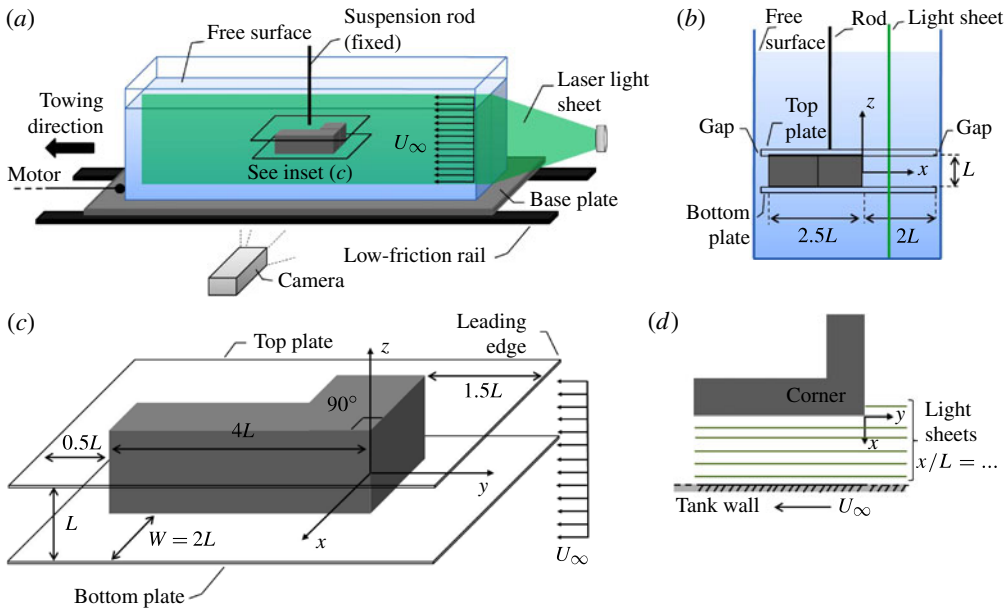 (a)
Suspension rod
(fixed)
Free surface
Laser light
sheet
Towing
direction
U∞
See inset (c)
Motor
Base plate
Low-friction rail
Camera
(b)
Free
surface
Rod
Light sheet
z
Top
plate
Gap
Gap
x
L
Bottom
plate
2.5L
2L
(c)
Top plate
z
Leading
edge
1.5L
90°
4L
0.5L
y
L
W = 2L
x
U∞
Bottom plate
(d)
Corner
y
x
Light
sheets
x/L = ...
Tank wall
U∞